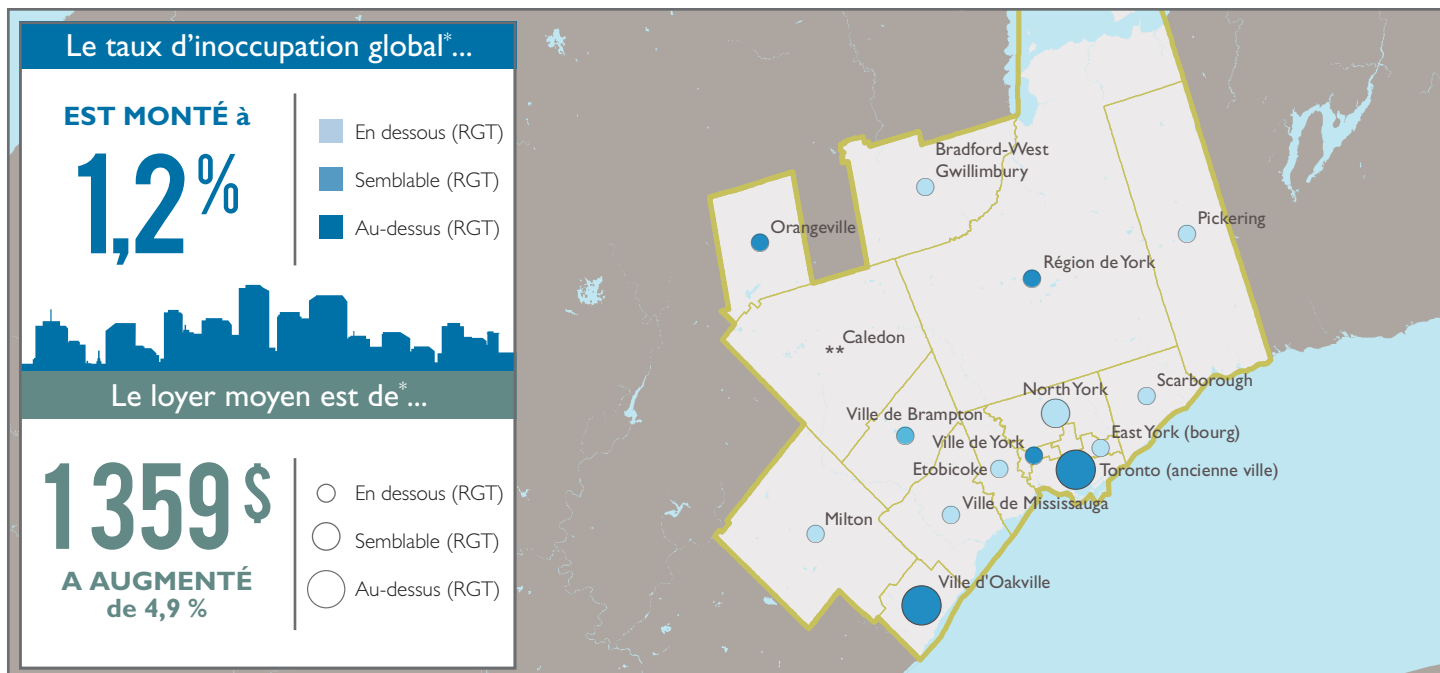 Le taux d'inoccupation global*...
EST MONTÉ à
1,2 %
En dessous (RGT)
Semblable (RGT)
Au-dessus (RGT)
Le loyer moyen est de*...
1 359 $
A AUGMENTÉ
de 4,9 %
En dessous (RGT)
Semblable (RGT)
Au-dessus (RGT)
Bradford-West
Gwillimbury
Pickering
Orangeville
Région de York
Caledon
**
North York
Scarborough
Ville de Brampton
Ville de York
East York (bourg)
Etobicoke
Toronto (ancienne ville)
Ville de Mississauga
Milton
Ville d'Oakville